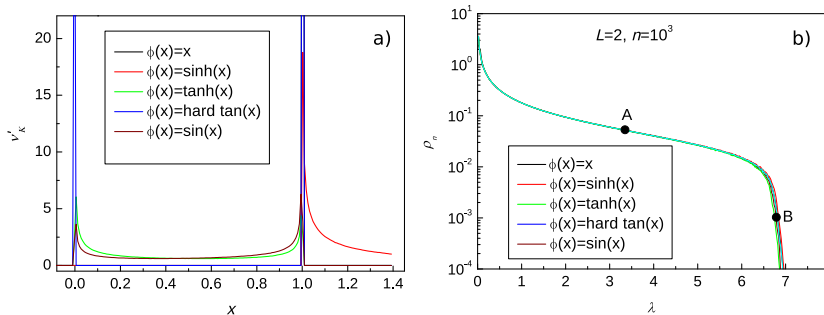 a)
20
15
10
5
0
ν'κ
ϕ(x)=x
ϕ(x)=sinh(x)
ϕ(x)=tanh(x)
ϕ(x)=hard tan(x)
ϕ(x)=sin(x)
0.0 0.2 0.4 0.6 0.8 1.0 1.2 1.4
x
b)
L=2, n=10³
10¹
10⁰
10⁻¹
10⁻²
10⁻³
10⁻⁴
ρn
A
B
ϕ(x)=x
ϕ(x)=sinh(x)
ϕ(x)=tanh(x)
ϕ(x)=hard tan(x)
ϕ(x)=sin(x)
0 1 2 3 4 5 6 7
λ